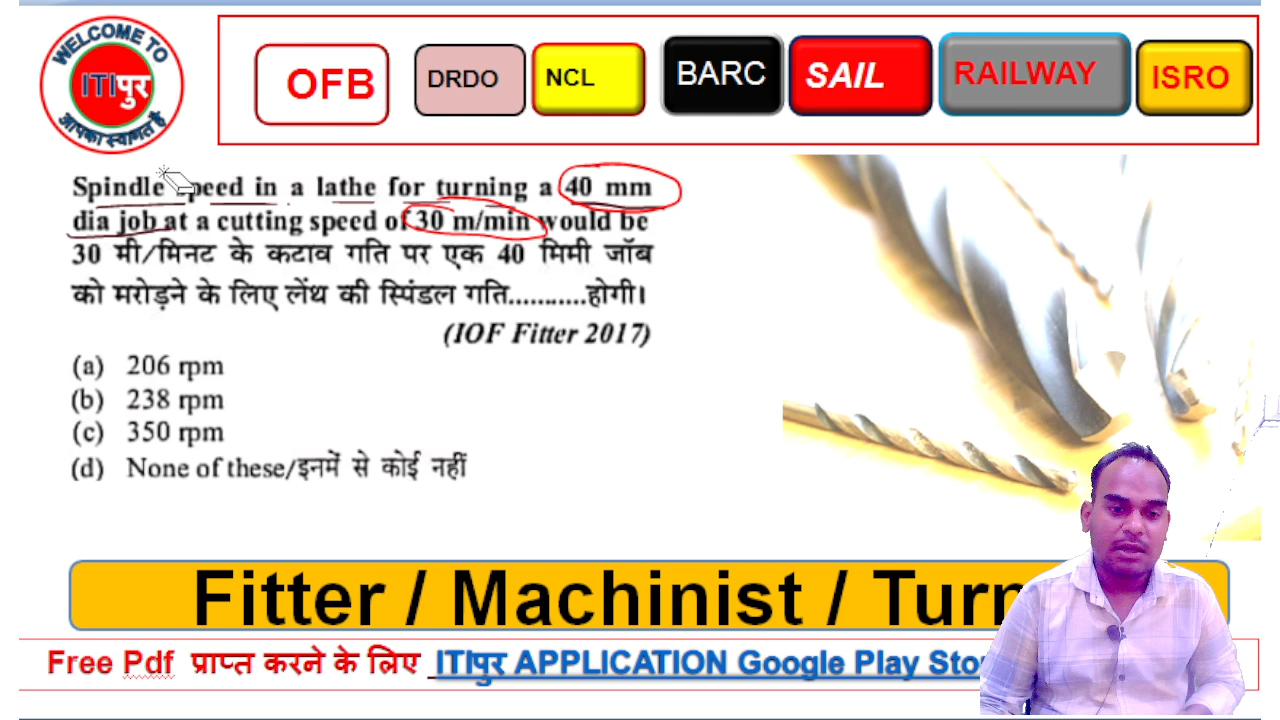 WELCOME TO
ITIपुर
आपका स्वागत है
OFB
DRDO
NCL
BARC
SAIL
RAILWAY
ISRO
Spindle speed in a lathe for turning a 40 mm
dia job at a cutting speed of 30 m/min would be
30 मी/मिनट के कटाव गति पर एक 40 मिमी जॉब
को मरोड़ने के लिए लेंथ की स्पिंडल गति...........होगी।
(IOF Fitter 2017)
(a) 206 rpm
(b) 238 rpm
(c) 350 rpm
(d) None of these/इनमें से कोई नहीं
Fitter / Machinist / Turn
Free Pdf प्राप्त करने के लिए ITIपुर APPLICATION Google Play Stor